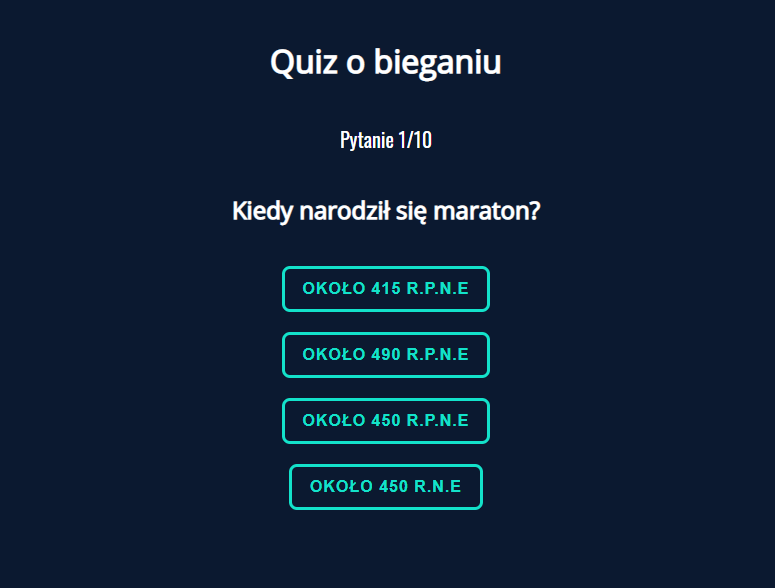 Quiz o bieganiu
Pytanie 1/10
Kiedy narodził się maraton?
OKOŁO 415 R.P.N.E
OKOŁO 490 R.P.N.E
OKOŁO 450 R.P.N.E
OKOŁO 450 R.N.E